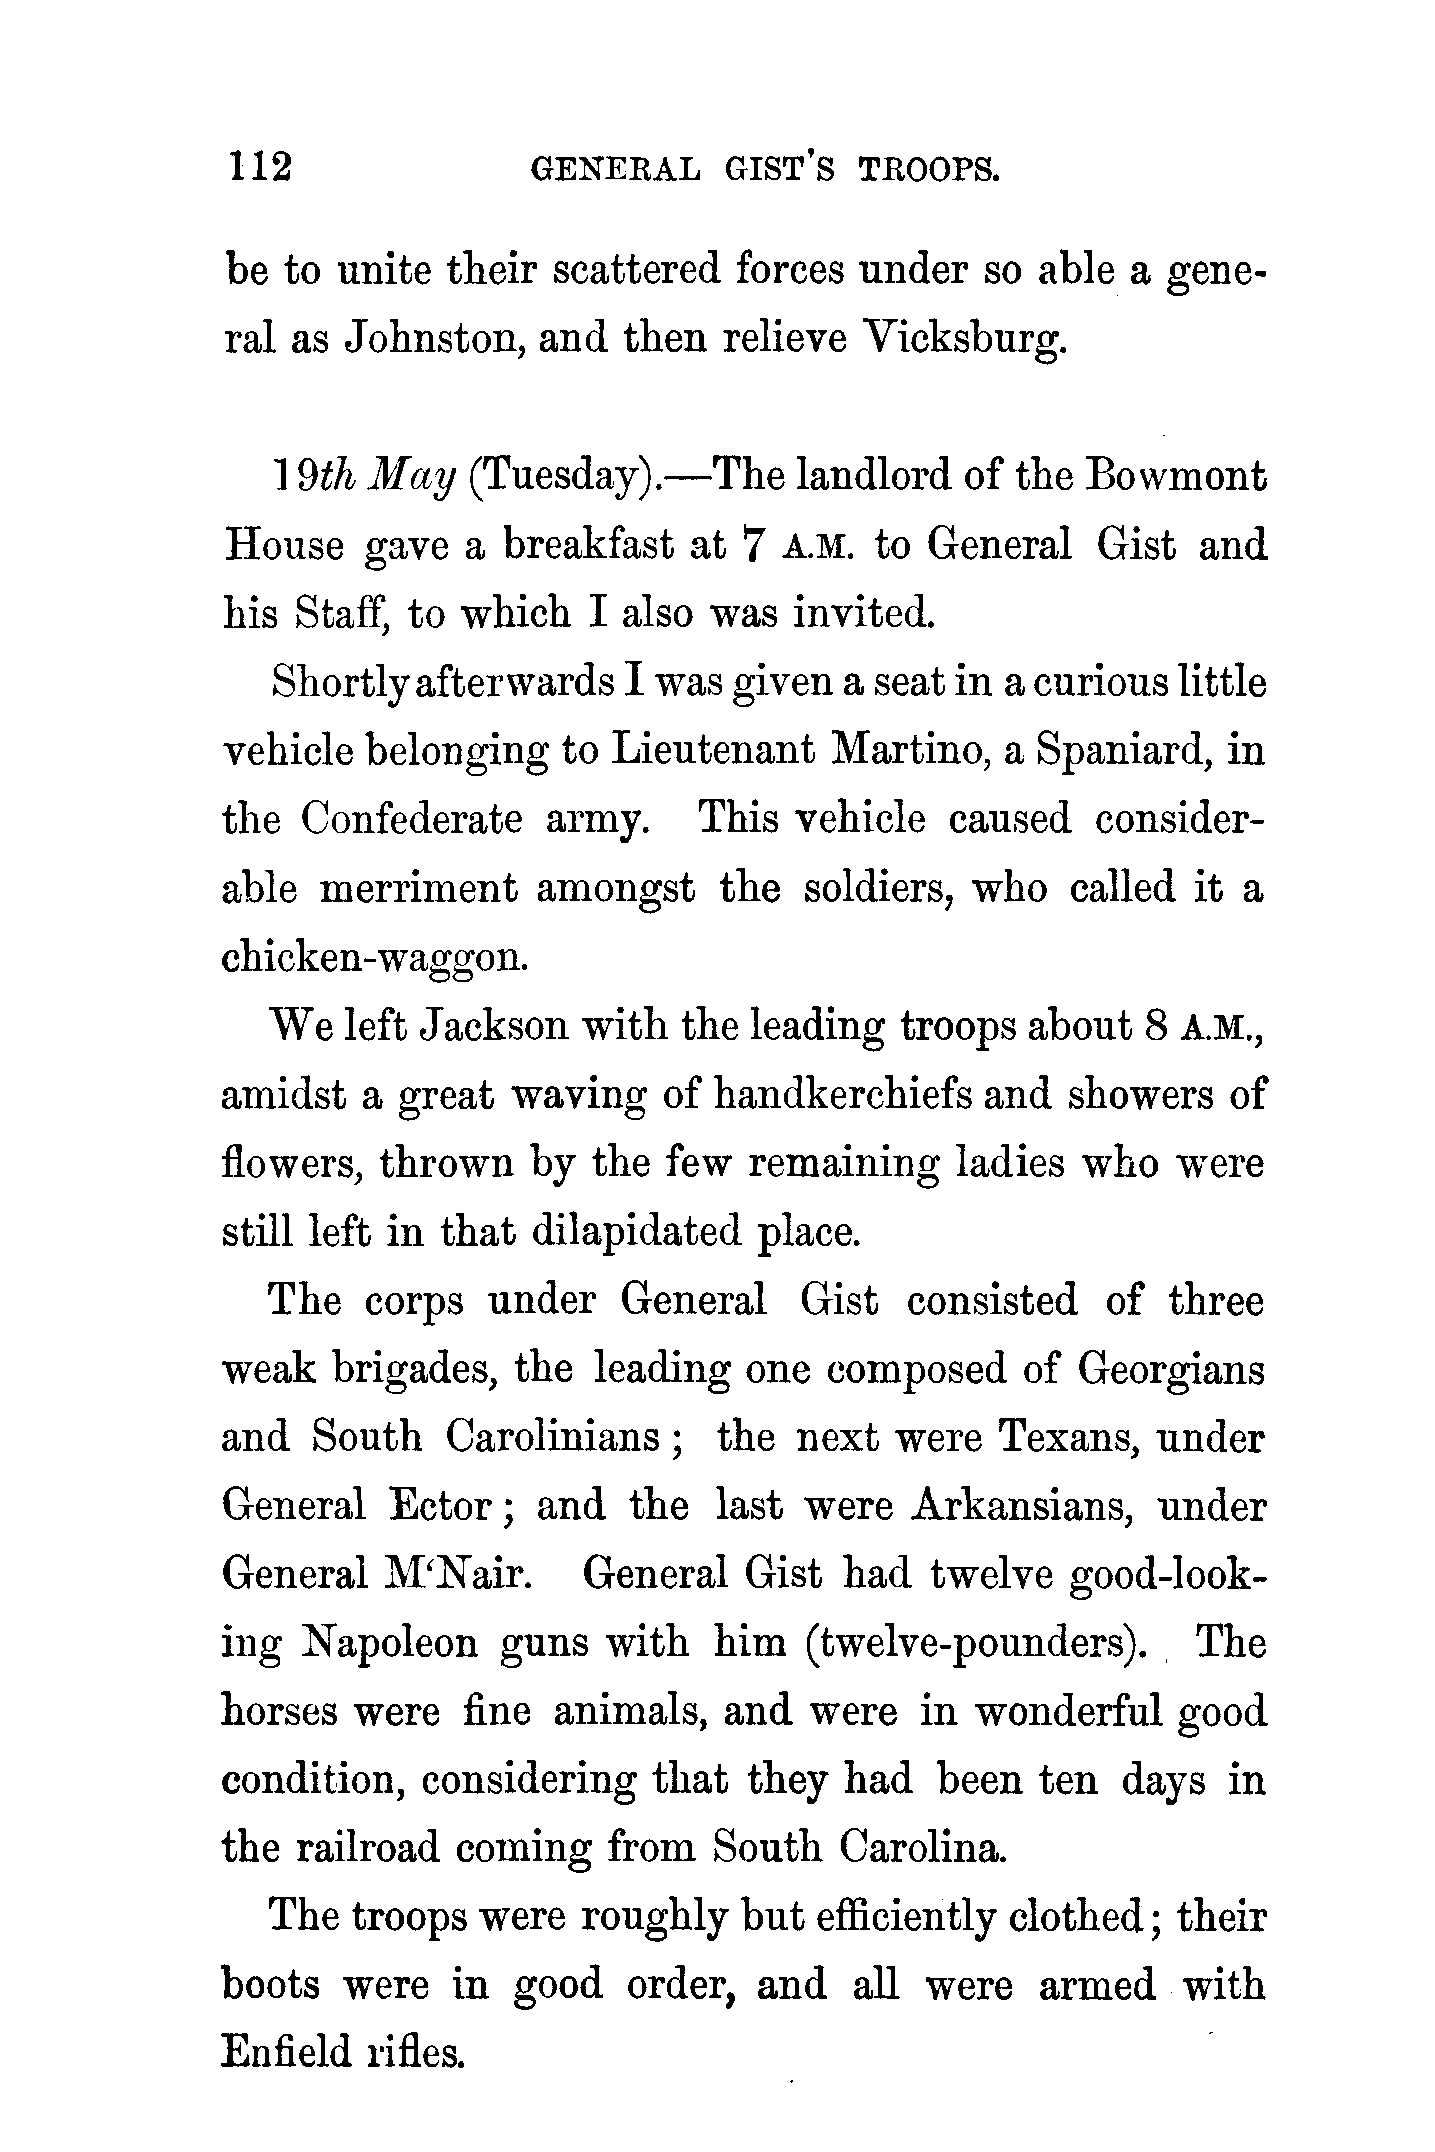 112 GENERAL GIST'S TROOPS.
be to unite their scattered forces under so able a gene-
ral as Johnston, and then relieve Vicksburg.
19th May (Tuesday).—The landlord of the Bowmont
House gave a breakfast at 7 A.M. to General Gist and
his Staff, to which I also was invited.
Shortly afterwards I was given a seat in a curious little
vehicle belonging to Lieutenant Martino, a Spaniard, in
the Confederate army. This vehicle caused consider-
able merriment amongst the soldiers, who called it a
chicken-waggon.
We left Jackson with the leading troops about 8 A.M.,
amidst a great waving of handkerchiefs and showers of
flowers, thrown by the few remaining ladies who were
still left in that dilapidated place.
The corps under General Gist consisted of three
weak brigades, the leading one composed of Georgians
and South Carolinians; the next were Texans, under
General Ector; and the last were Arkansians, under
General M‘Nair. General Gist had twelve good-look-
ing Napoleon guns with him (twelve-pounders). The
horses were fine animals, and were in wonderful good
condition, considering that they had been ten days in
the railroad coming from South Carolina.
The troops were roughly but efficiently clothed; their
boots were in good order, and all were armed with
Enfield rifles.